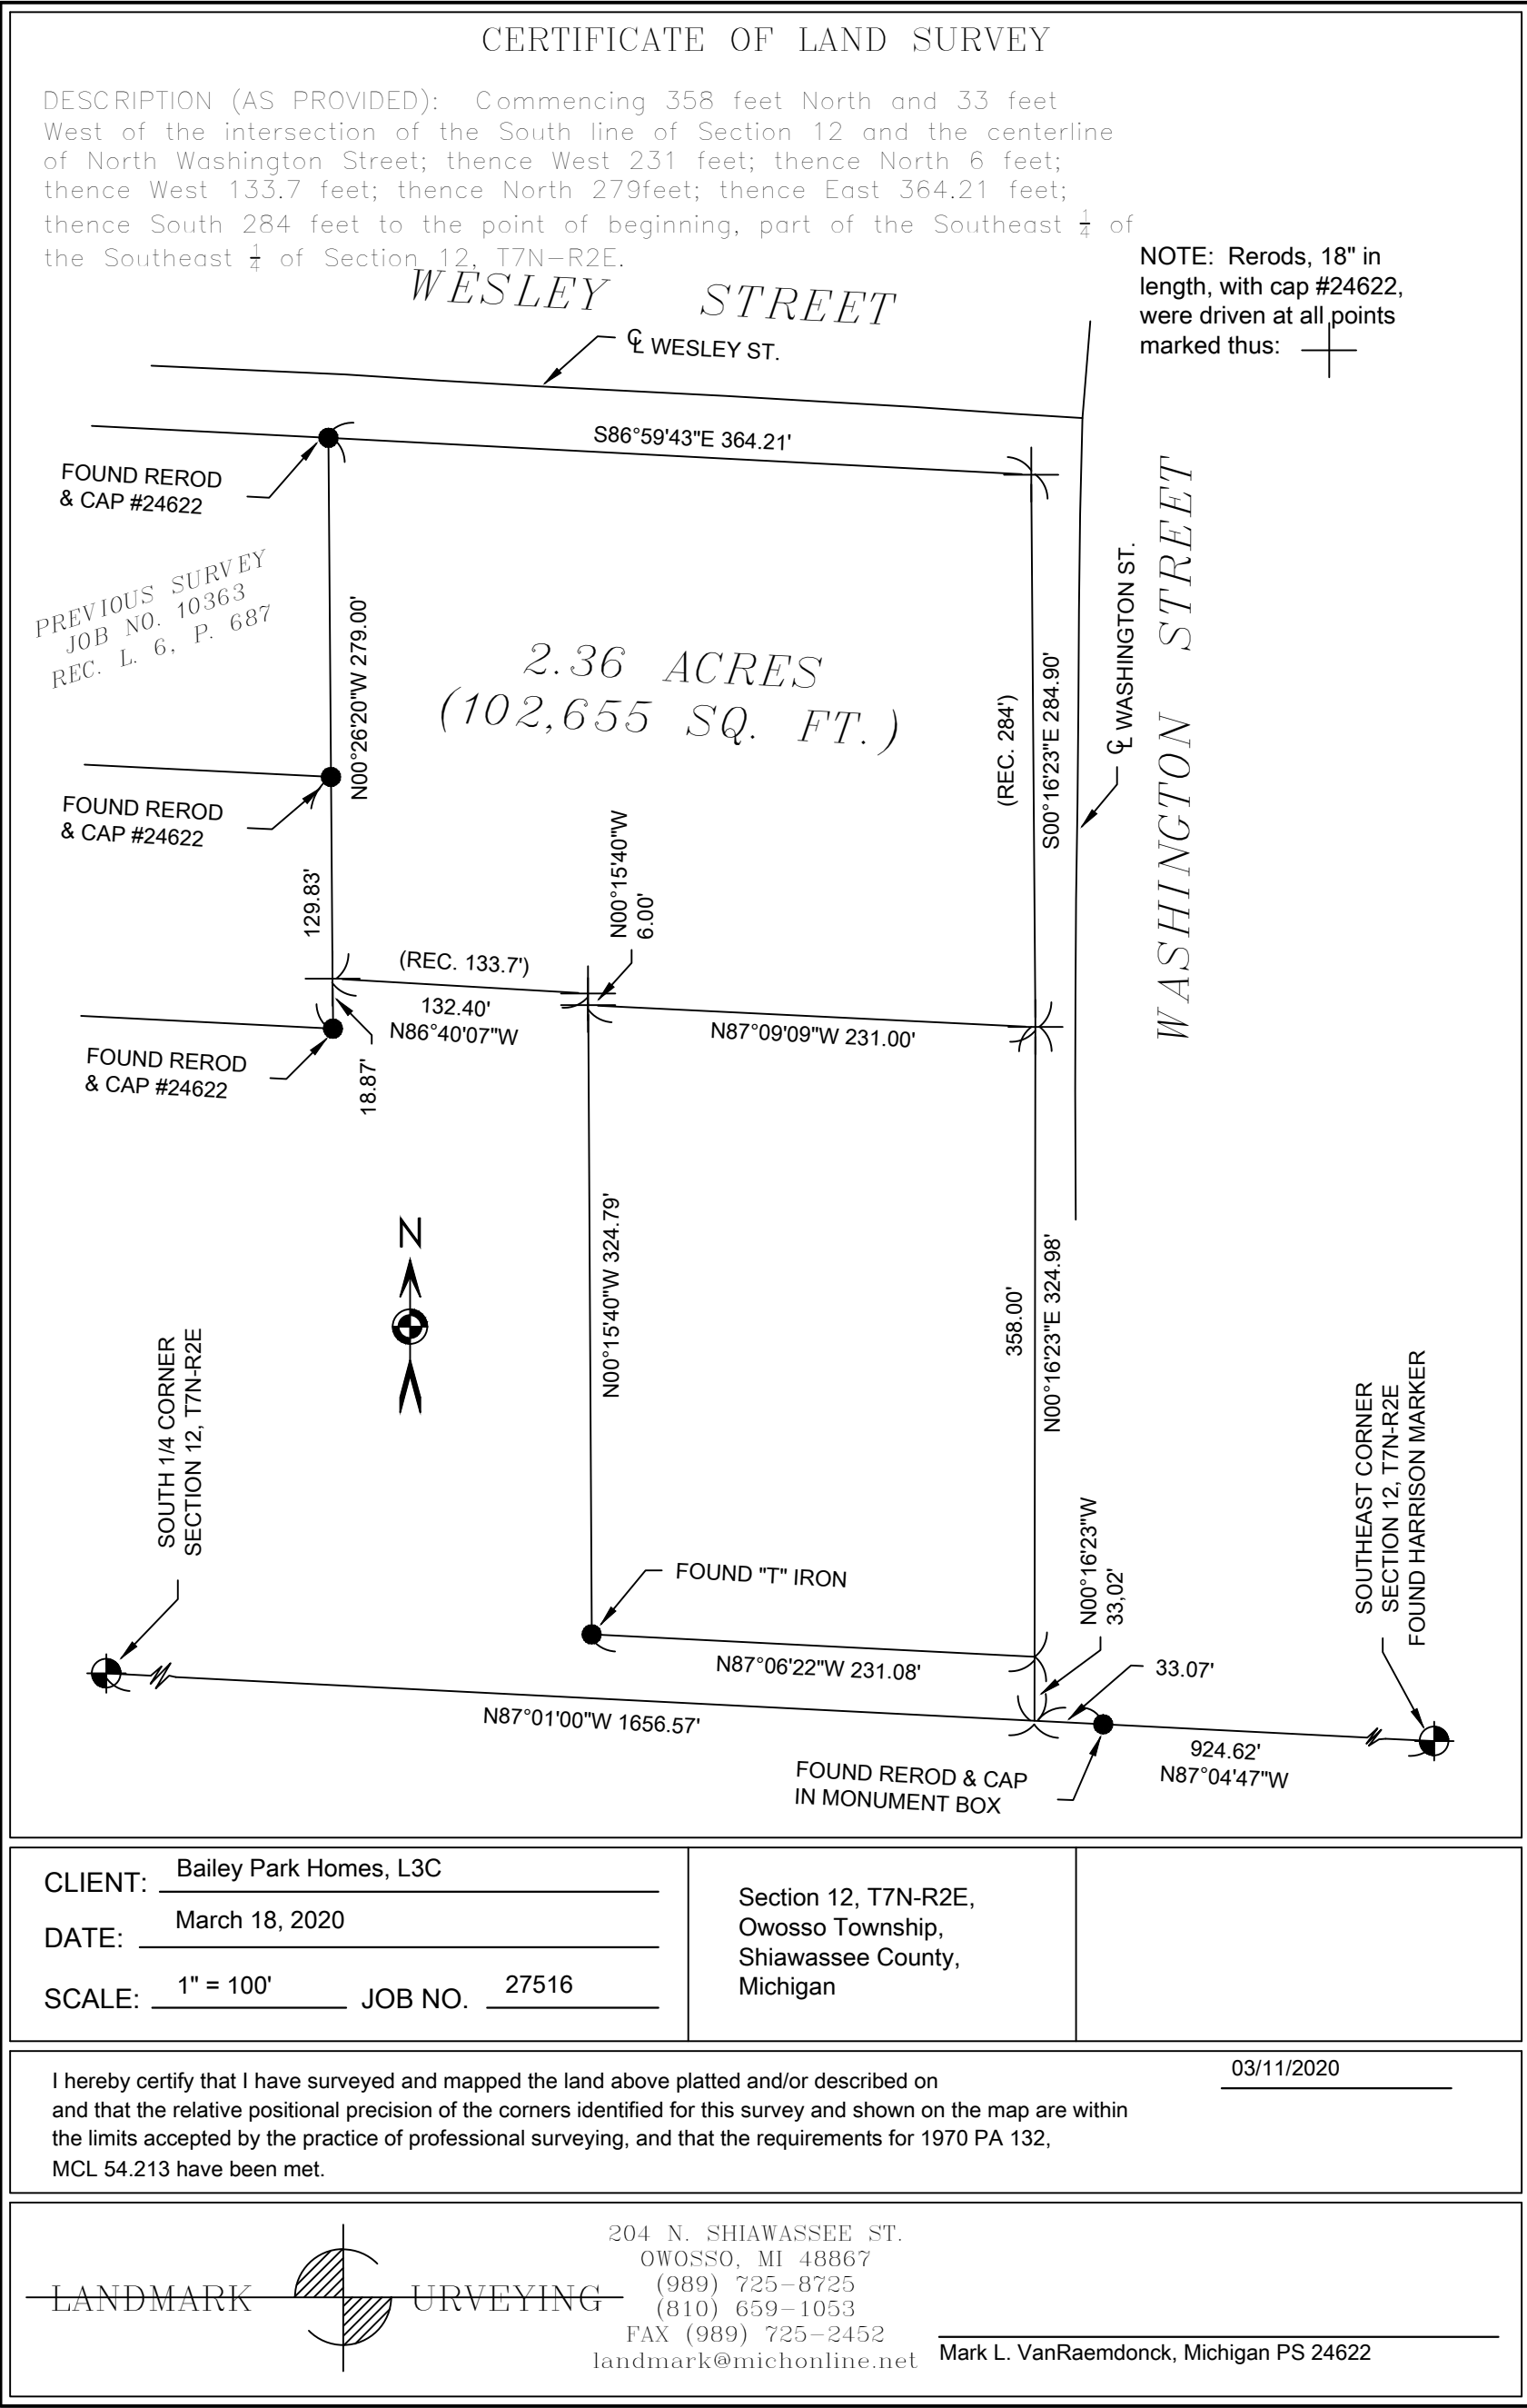 CERTIFICATE OF LAND SURVEY
DESCRIPTION (AS PROVIDED): Commencing 358 feet North and 33 feet
West of the intersection of the South line of Section 12 and the centerline
of North Washington Street; thence West 231 feet; thence North 6 feet;
thence West 133.7 feet; thence North 279feet; thence East 364.21 feet;
thence South 284 feet to the point of beginning, part of the Southeast 1/4 of
the Southeast 1/4 of Section 12, T7N-R2E.
NOTE: Rerods, 18" in
length, with cap #24622,
were driven at all points
marked thus:
WESLEY STREET
℄ WESLEY ST.
S86°59'43"E 364.21'
FOUND REROD
& CAP #24622
PREVIOUS SURVEY
JOB NO. 10363
REC. L. 6, P. 687
N00°26'20"W 279.00'
2.36 ACRES
(102,655 SQ. FT.)
(REC. 284')
S00°16'23"E 284.90'
℄ WASHINGTON ST.
WASHINGTON STREET
FOUND REROD
& CAP #24622
129.83'
N00°15'40"W
6.00'
(REC. 133.7')
132.40'
N86°40'07"W
N87°09'09"W 231.00'
FOUND REROD
& CAP #24622
18.87'
N
N00°15'40"W 324.79'
358.00'
N00°16'23"E 324.98'
SOUTH 1/4 CORNER
SECTION 12, T7N-R2E
SOUTHEAST CORNER
SECTION 12, T7N-R2E
FOUND HARRISON MARKER
N00°16'23"W
33,02'
FOUND "T" IRON
N87°06'22"W 231.08'
33.07'
N87°01'00"W 1656.57'
924.62'
N87°04'47"W
FOUND REROD & CAP
IN MONUMENT BOX
CLIENT: Bailey Park Homes, L3C
DATE: March 18, 2020
SCALE: 1" = 100' JOB NO. 27516
Section 12, T7N-R2E,
Owosso Township,
Shiawassee County,
Michigan
I hereby certify that I have surveyed and mapped the land above platted and/or described on 03/11/2020
and that the relative positional precision of the corners identified for this survey and shown on the map are within
the limits accepted by the practice of professional surveying, and that the requirements for 1970 PA 132,
MCL 54.213 have been met.
LANDMARK URVEYING
204 N. SHIAWASSEE ST.
OWOSSO, MI 48867
(989) 725-8725
(810) 659-1053
FAX (989) 725-2452
landmark@michonline.net
Mark L. VanRaemdonck, Michigan PS 24622